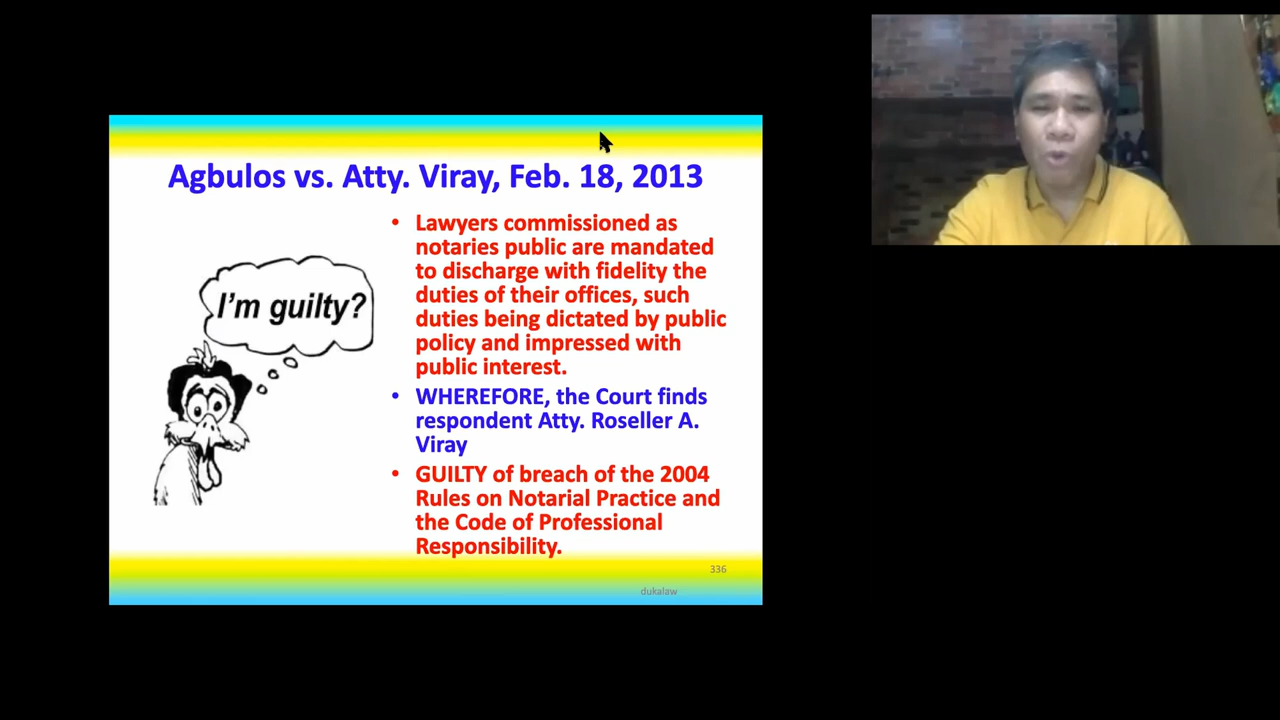 Agbulos vs. Atty. Viray, Feb. 18, 2013
I'm guilty?
• Lawyers commissioned as
notaries public are mandated
to discharge with fidelity the
duties of their offices, such
duties being dictated by public
policy and impressed with
public interest.
• WHEREFORE, the Court finds
respondent Atty. Roseller A.
Viray
• GUILTY of breach of the 2004
Rules on Notarial Practice and
the Code of Professional
Responsibility.
336
dukalaw